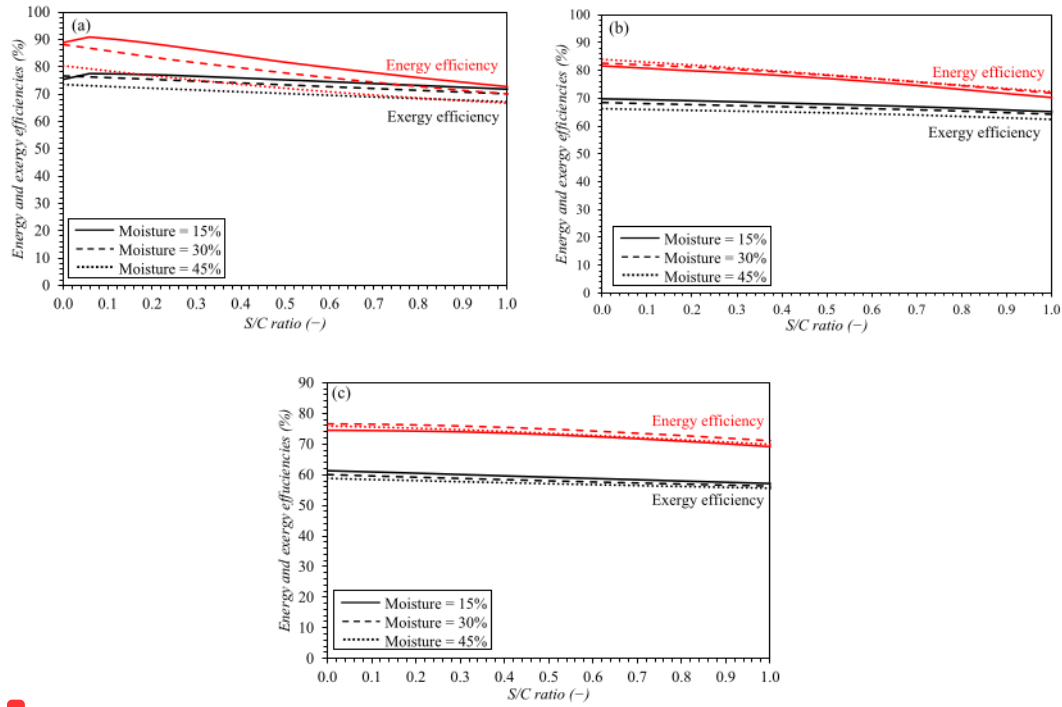 (a)
Energy and exergy efficiencies (%)
100
90
80
70
60
50
40
30
20
10
0
Energy efficiency
Exergy efficiency
Moisture = 15%
Moisture = 30%
Moisture = 45%
0.0 0.1 0.2 0.3 0.4 0.5 0.6 0.7 0.8 0.9 1.0
S/C ratio (−)
(b)
Energy and exergy efficiencies (%)
100
90
80
70
60
50
40
30
20
10
0
Energy efficiency
Exergy efficiency
Moisture = 15%
Moisture = 30%
Moisture = 45%
0.0 0.1 0.2 0.3 0.4 0.5 0.6 0.7 0.8 0.9 1.0
S/C ratio (−)
(c)
Energy and exergy effuciencies (%)
90
80
70
60
50
40
30
20
10
0
Energy efficiency
Exergy efficiency
Moisture = 15%
Moisture = 30%
Moisture = 45%
0.0 0.1 0.2 0.3 0.4 0.5 0.6 0.7 0.8 0.9 1.0
S/C ratio (−)